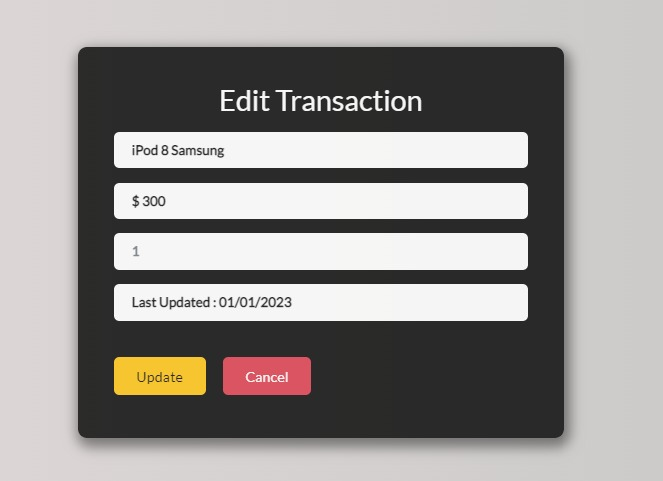 Edit Transaction
iPod 8 Samsung
$ 300
1
Last Updated : 01/01/2023
Update
Cancel